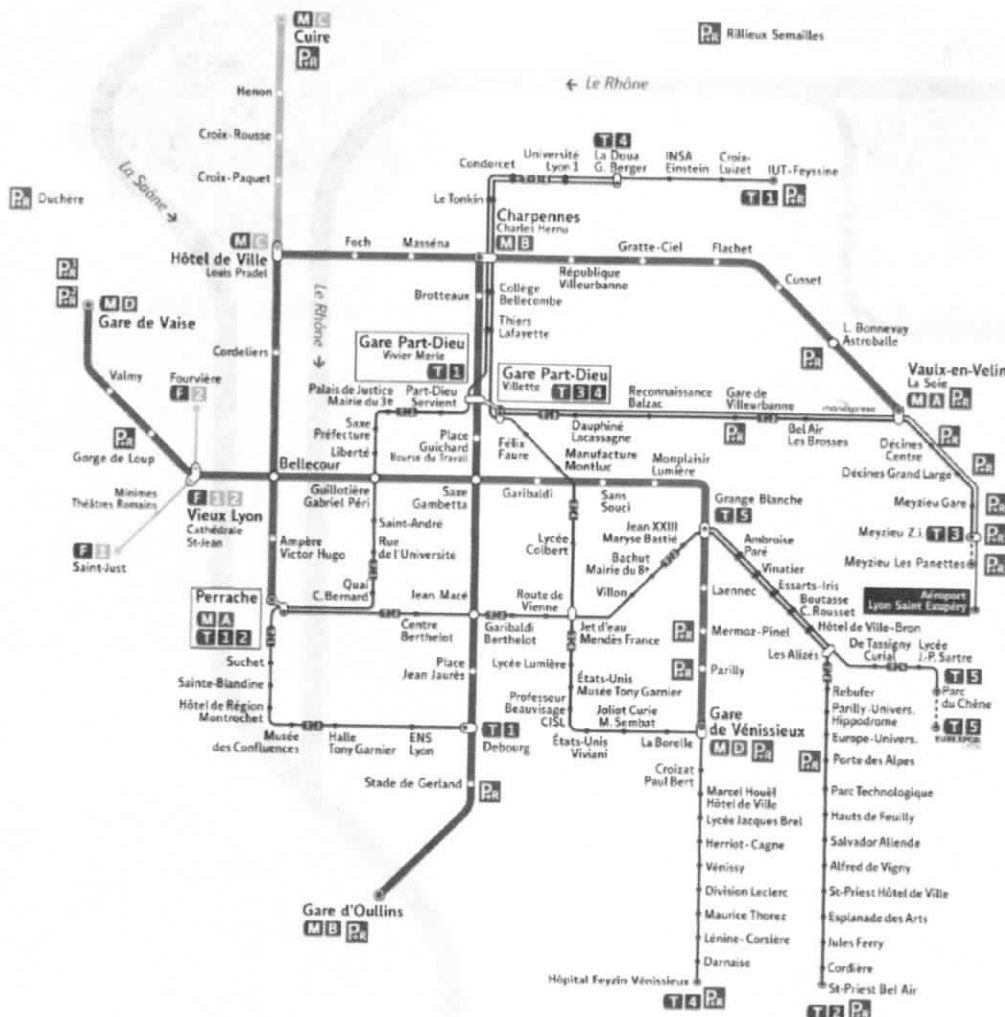 M C
Cuire
P+R
P+R Rillieux Semailles
← Le Rhône
Henon
Croix-Rousse
Croix-Paquet
La Saône
P+R Duchère
T 4
Condorcet
Université
Lyon 1
La Doua
G. Berger
INSA
Einstein
Croix-
Luizet
IUT-Feyssine
T 1 P+R
Le Tonkin
Charpennes
Charles Hernu
M B
M C
Hôtel de Ville
Louis Pradel
Foch
Masséna
République
Villeurbanne
Gratte-Ciel
Flachet
Cusset
L. Bonnevay
Astroballe
P+R
M D
Gare de Vaise
Le Rhône
Brotteaux
Collège
Bellecombe
Thiers
Lafayette
Gare Part-Dieu
Vivier Merle
T 1
Gare Part-Dieu
Villette
T 3 4
Vaulx-en-Velin
La Soie
M A P+R
Cordeliers
Valmy
Fourvière
F 2
P+R
Gorge de Loup
Palais de Justice
Mairie du 3e
Part-Dieu
Servient
Saxe
Préfecture
Liberté
Place
Guichard
Bourse du Travail
Félix
Faure
Dauphiné
Lacassagne
Reconnaissance
Balzac
Gare de
Villeurbanne
P+R
Bel Air
Les Brosses
rhônexpress
Décines
Centre
P+R
Décines Grand Large
P+R
Meyzieu Gare
P+R
Meyzieu Z.i. T 3 P+R
Meyzieu Les Panettes P+R
Aéroport
Lyon Saint Exupéry
Manufacture
Montluc
Monplaisir
Lumière
Bellecour
Guillotière
Gabriel Péri
Saxe
Gambetta
Garibaldi
Sans
Souci
Grange Blanche
T 5
Minimes
Théâtres Romains
F 1 2
Vieux Lyon
Cathédrale
St-Jean
F 1
Saint-Just
Ampère
Victor Hugo
Saint-André
Rue
de l'Université
Quai
C. Bernard
Lycée
Colbert
Jean XXIII
Maryse Bastié
Bachut
Mairie du 8e
Villon
Ambroise
Paré
Vinatier
Essarts-Iris
Boutasse
C. Rousset
Hôtel de Ville-Bron
Les Alizés
De Tassigny
Curial
Lycée
J.-P. Sartre
T 5
Parc
du Chêne
T 5
EUREXPO
Perrache
M A
T 1 2
Centre
Berthelot
Jean Macé
Garibaldi
Berthelot
Route de
Vienne
Jet d'eau
Mendès France
Laennec
P+R
Mermoz-Pinel
P+R
Parilly
Suchet
Sainte-Blandine
Hôtel de Région
Montrochet
Musée
des Confluences
Halle
Tony Garnier
ENS
Lyon
T 1
Debourg
Place
Jean Jaurès
Lycée Lumière
États-Unis
Musée Tony Garnier
Professeur
Beauvisage
CISL
Joliot Curie
M. Sembat
États-Unis
Viviani
La Borelle
Gare
de Vénissieux
M D P+R
Stade de Gerland P+R
Gare d'Oullins
M B P+R
Croizat
Paul Bert
Marcel Houël
Hôtel de Ville
Lycée Jacques Brel
Herriot-Cagne
Vénissy
Division Leclerc
Maurice Thorez
Lénine-Corsière
Darnaise
Hôpital Feyzin Vénissieux
T 4 P+R
Rebufer
Parilly-Univers.
Hippodrome
Europe-Univers.
P+R
Porte des Alpes
Parc Technologique
Hauts de Feuilly
Salvador Allende
Alfred de Vigny
St-Priest Hôtel de Ville
Esplanade des Arts
Jules Ferry
Cordière
St-Priest Bel Air
T 2 P+R